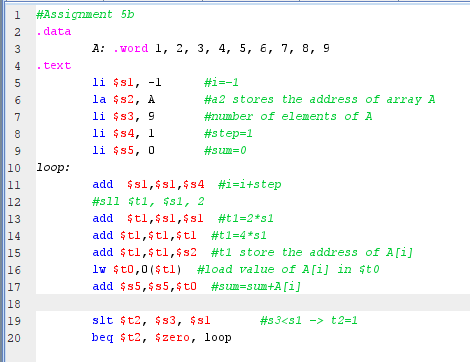 1 #Assignment 5b
2 .data
3 A: .word 1, 2, 3, 4, 5, 6, 7, 8, 9
4 .text
5 li $s1, -1 #i=-1
6 la $s2, A #a2 stores the address of array A
7 li $s3, 9 #number of elements of A
8 li $s4, 1 #step=1
9 li $s5, 0 #sum=0
10 loop:
11 add $s1,$s1,$s4 #i=i+step
12 #sll $t1, $s1, 2
13 add $t1,$s1,$s1 #t1=2*s1
14 add $t1,$t1,$t1 #t1=4*s1
15 add $t1,$t1,$s2 #t1 store the address of A[i]
16 lw $t0,0($t1) #load value of A[i] in $t0
17 add $s5,$s5,$t0 #sum=sum+A[i]
18
19 slt $t2, $s3, $s1 #s3<s1 -> t2=1
20 beq $t2, $zero, loop